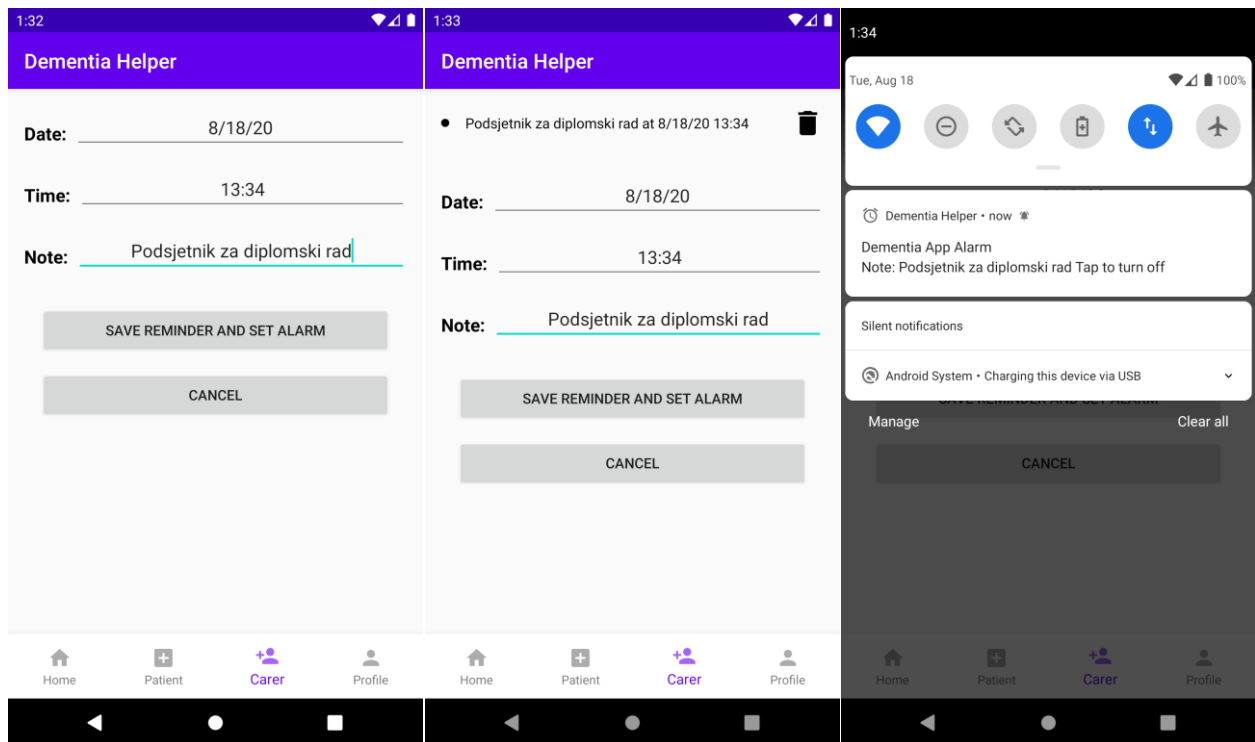 1:32
Dementia Helper
Date: 8/18/20
Time: 13:34
Note: Podsjetnik za diplomski rad
SAVE REMINDER AND SET ALARM
CANCEL
Home Patient Carer Profile
1:33
Dementia Helper
Podsjetnik za diplomski rad at 8/18/20 13:34
Date: 8/18/20
Time: 13:34
Note: Podsjetnik za diplomski rad
SAVE REMINDER AND SET ALARM
CANCEL
Home Patient Carer Profile
1:34
Tue, Aug 18 100%
Dementia Helper • now
Dementia App Alarm
Note: Podsjetnik za diplomski rad Tap to turn off
Silent notifications
Android System • Charging this device via USB
SAVE REMINDER AND SET ALARM
Manage Clear all
CANCEL
Home Patient Carer Profile